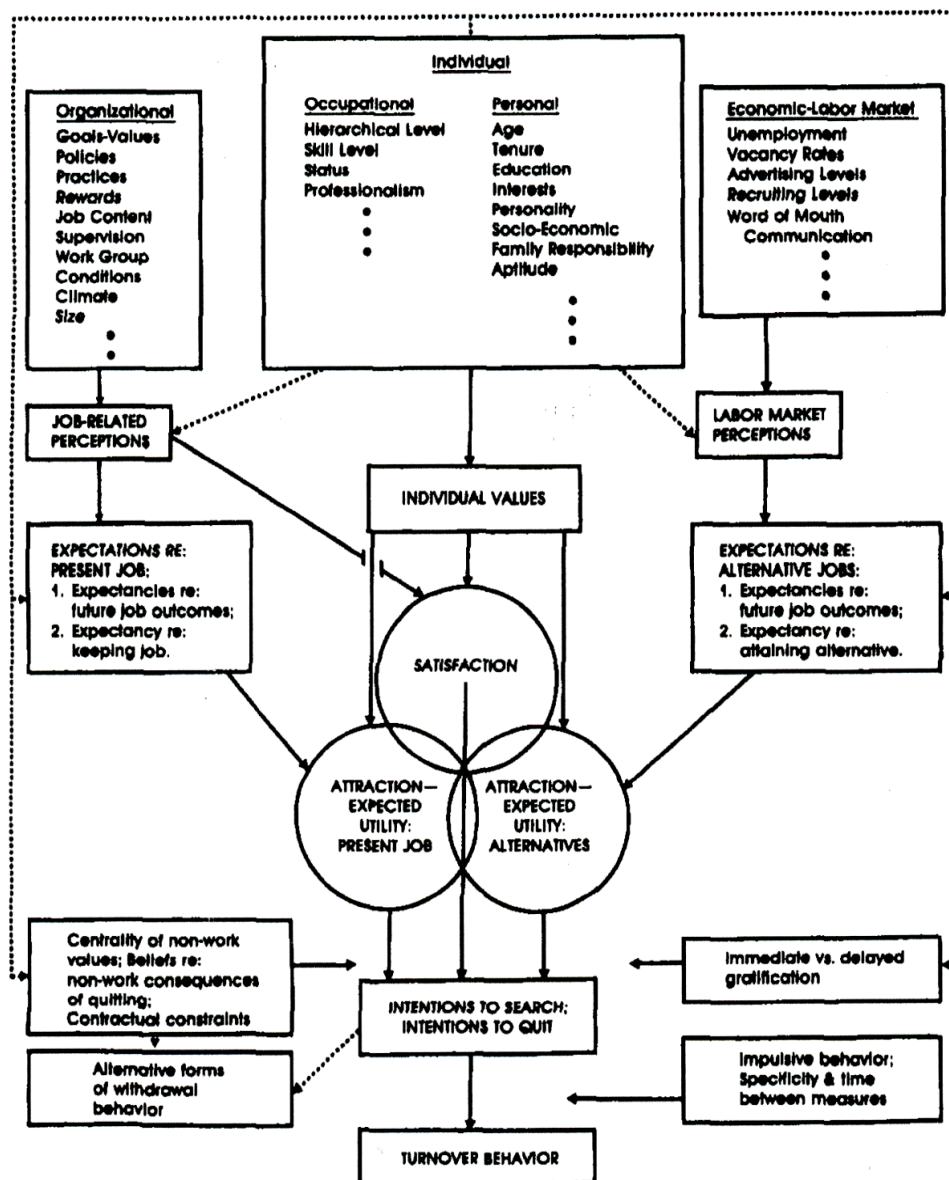 Individual
Organizational
Goals-Values
Policies
Practices
Rewards
Job Content
Supervision
Work Group
Conditions
Climate
Size
Occupational
Hierarchical Level
Skill Level
Status
Professionalism
Personal
Age
Tenure
Education
Interests
Personality
Socio-Economic
Family Responsibility
Aptitude
Economic-Labor Market
Unemployment
Vacancy Rates
Advertising Levels
Recruiting Levels
Word of Mouth
Communication
JOB-RELATED
PERCEPTIONS
LABOR MARKET
PERCEPTIONS
INDIVIDUAL VALUES
EXPECTATIONS RE:
PRESENT JOB:
1. Expectancies re:
future job outcomes;
2. Expectancy re:
keeping job.
EXPECTATIONS RE:
ALTERNATIVE JOBS:
1. Expectancies re:
future job outcomes;
2. Expectancy re:
attaining alternative.
SATISFACTION
ATTRACTION—
EXPECTED
UTILITY:
PRESENT JOB
ATTRACTION—
EXPECTED
UTILITY:
ALTERNATIVES
Centrality of non-work
values; Beliefs re:
non-work consequences
of quitting;
Contractual constraints
Immediate vs. delayed
gratification
INTENTIONS TO SEARCH;
INTENTIONS TO QUIT
Alternative forms
of withdrawal
behavior
Impulsive behavior;
Specificity & time
between measures
TURNOVER BEHAVIOR